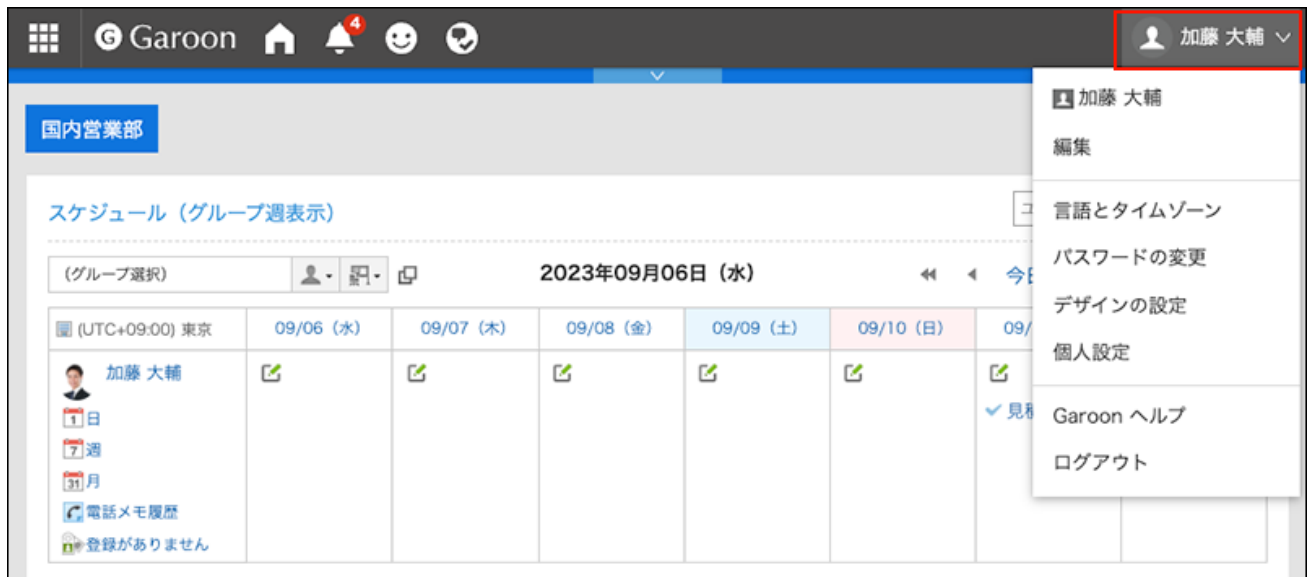 Garoon
4
加藤 大輔
加藤 大輔
編集
国内営業部
言語とタイムゾーン
パスワードの変更
デザインの設定
個人設定
Garoon ヘルプ
ログアウト
スケジュール（グループ週表示）
(グループ選択)
2023年09月06日（水）
(UTC+09:00) 東京
09/06（水）
09/07（木）
09/08（金）
09/09（土）
09/10（日）
09/
加藤 大輔
1 日
7 週
31 月
電話メモ履歴
登録がありません